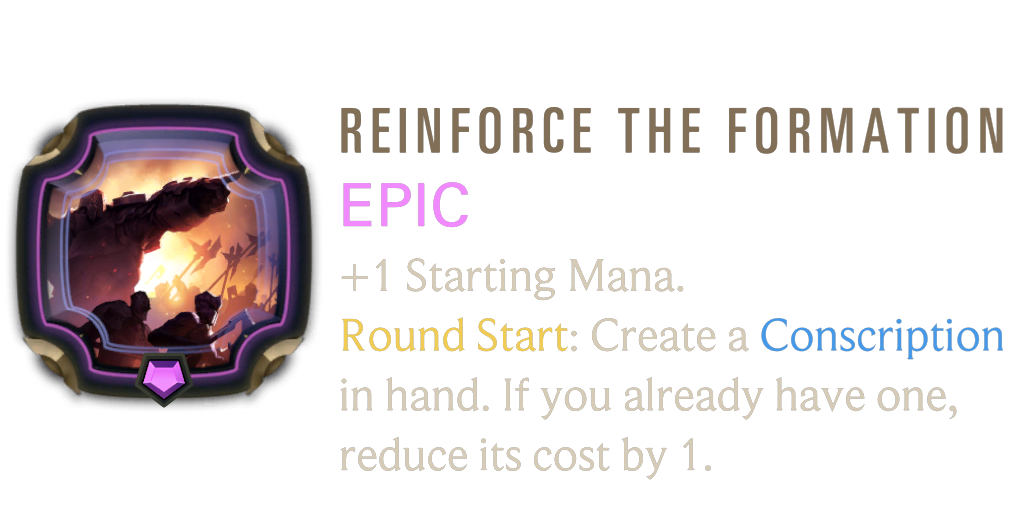 REINFORCE THE FORMATION
EPIC
+1 Starting Mana.
Round Start: Create a Conscription
in hand. If you already have one,
reduce its cost by 1.